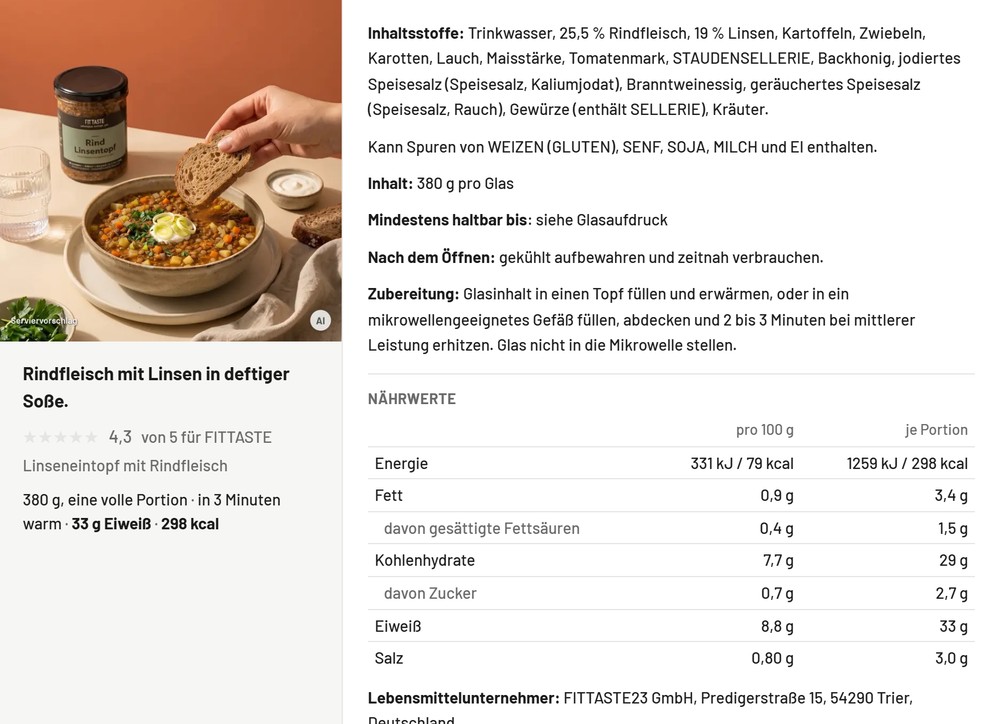 FITTASTE
Rind
Linsentopf
Serviervorschlag
AI
Rindfleisch mit Linsen in deftiger
Soße.
4,3 von 5 für FITTASTE
Linseneintopf mit Rindfleisch
380 g, eine volle Portion · in 3 Minuten
warm · 33 g Eiweiß · 298 kcal
Inhaltsstoffe: Trinkwasser, 25,5 % Rindfleisch, 19 % Linsen, Kartoffeln, Zwiebeln,
Karotten, Lauch, Maisstärke, Tomatenmark, STAUDENSELLERIE, Backhonig, jodiertes
Speisesalz (Speisesalz, Kaliumjodat), Branntweinessig, geräuchertes Speisesalz
(Speisesalz, Rauch), Gewürze (enthält SELLERIE), Kräuter.
Kann Spuren von WEIZEN (GLUTEN), SENF, SOJA, MILCH und EI enthalten.
Inhalt: 380 g pro Glas
Mindestens haltbar bis: siehe Glasaufdruck
Nach dem Öffnen: gekühlt aufbewahren und zeitnah verbrauchen.
Zubereitung: Glasinhalt in einen Topf füllen und erwärmen, oder in ein
mikrowellengeeignetes Gefäß füllen, abdecken und 2 bis 3 Minuten bei mittlerer
Leistung erhitzen. Glas nicht in die Mikrowelle stellen.
NÄHRWERTE
pro 100 g je Portion
Energie 331 kJ / 79 kcal 1259 kJ / 298 kcal
Fett 0,9 g 3,4 g
davon gesättigte Fettsäuren 0,4 g 1,5 g
Kohlenhydrate 7,7 g 29 g
davon Zucker 0,7 g 2,7 g
Eiweiß 8,8 g 33 g
Salz 0,80 g 3,0 g
Lebensmittelunternehmer: FITTASTE23 GmbH, Predigerstraße 15, 54290 Trier,
Deutschland